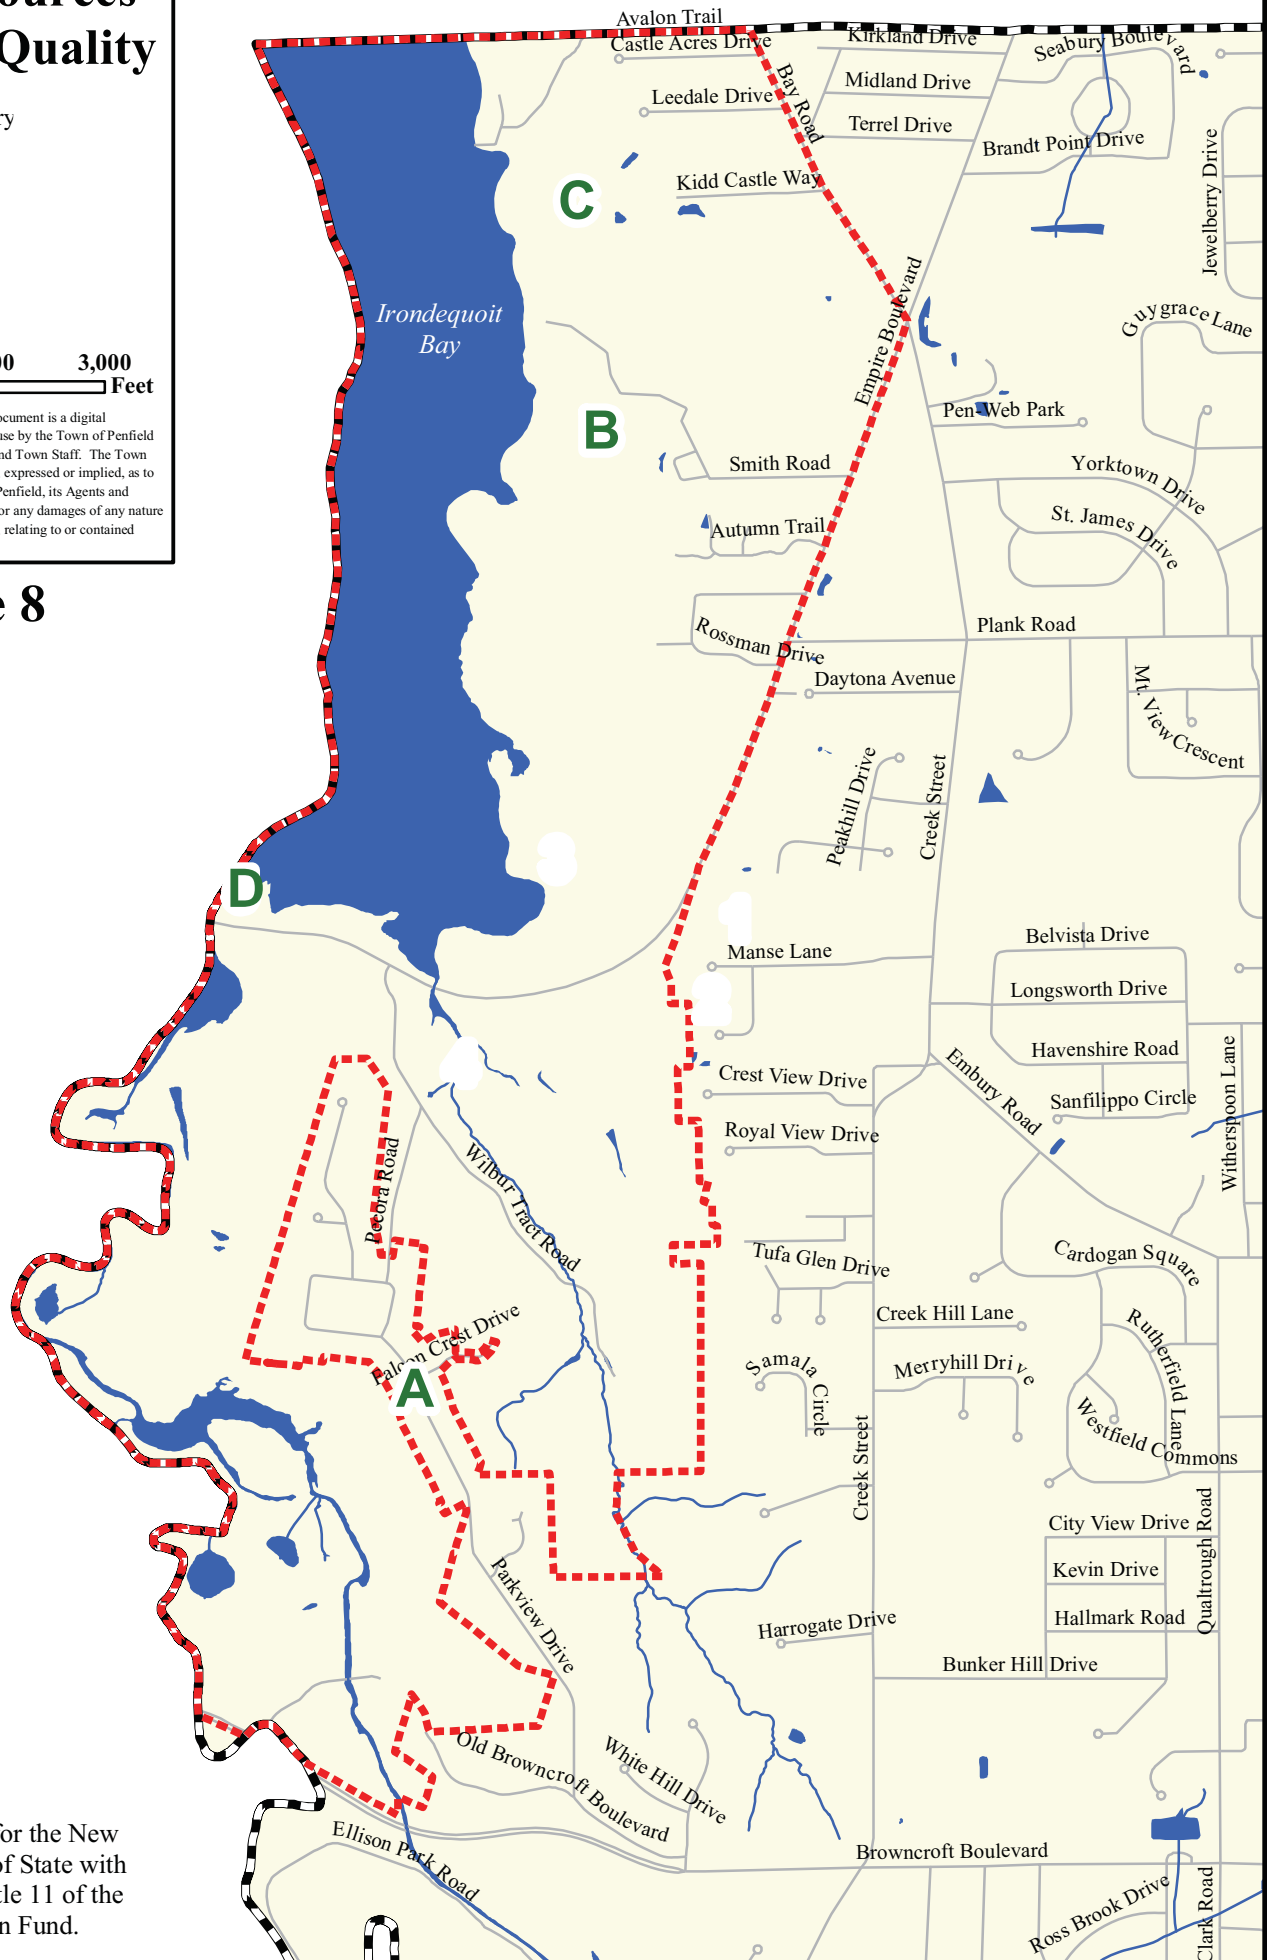 Quality
3,000
Feet
ocument is a digital
use by the Town of Penfield
nd Town Staff. The Town
expressed or implied, as to
Penfield, its Agents and
or any damages of any nature
relating to or contained
8
Avalon Trail
Castle Acres Drive
Kirkland Drive
Seabury Boulevard
Leedale Drive
Bay Road
Midland Drive
Terrel Drive
Brandt Point Drive
Jewelberry Drive
Kidd Castle Way
C
Irondequoit
Bay
Empire Boulevard
Guygrace Lane
B
Pen-Web Park
Smith Road
Yorktown Drive
Autumn Trail
St. James Drive
Rossman Drive
Plank Road
Daytona Avenue
Mt. View Crescent
Peakhill Drive
Creek Street
D
Manse Lane
Belvista Drive
Longsworth Drive
Havenshire Road
Crest View Drive
Embury Road
Sanfilippo Circle
Witherspoon Lane
Royal View Drive
Pecora Road
Wilbur Tract Road
Tufa Glen Drive
Cardogan Square
Falcon Crest Drive
Creek Hill Lane
Rutherfield Lane
A
Samala Circle
Merryhill Drive
Westfield Commons
Creek Street
City View Drive
Qualtrough Road
Kevin Drive
Parkview Drive
Hallmark Road
Harrogate Drive
Bunker Hill Drive
Old Browncroft Boulevard
White Hill Drive
for the New
of State with
tle 11 of the
n Fund.
Ellison Park Road
Browncroft Boulevard
Ross Brook Drive
Clark Road